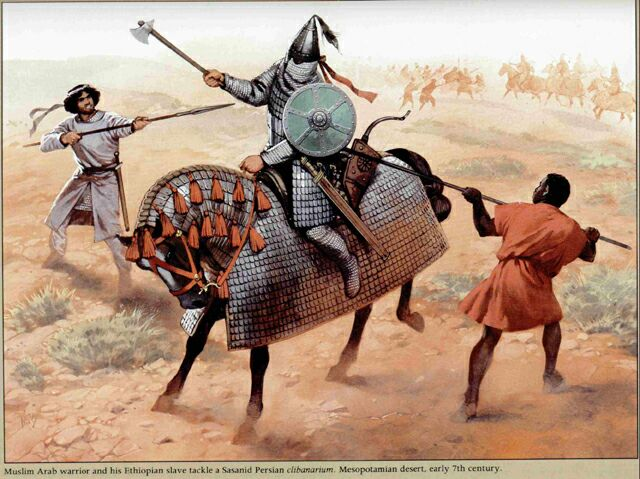 Muslim Arab warrior and his Ethiopian slave tackle a Sasanid Persian clibanarium. Mesopotamian desert, early 7th century.